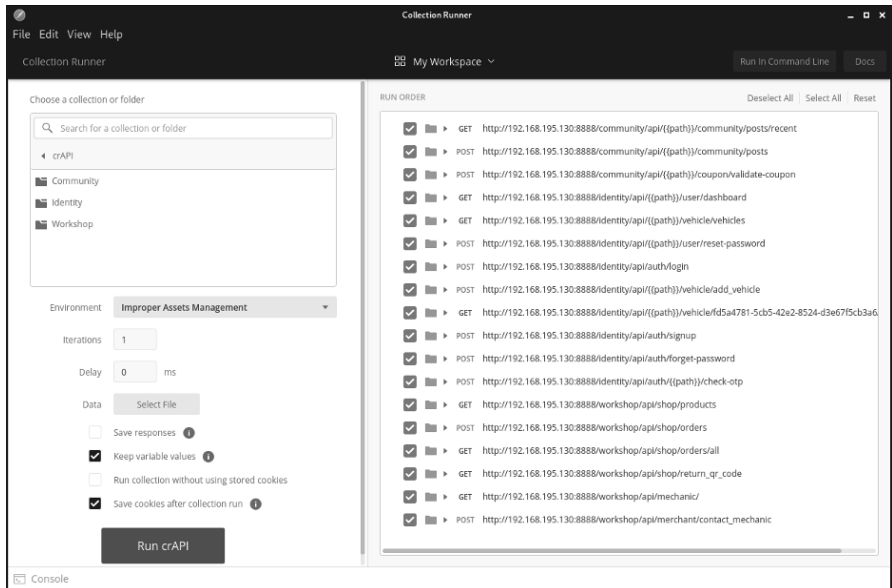 Collection Runner
File Edit View Help
Collection Runner
My Workspace
Run In Command Line
Docs
Choose a collection or folder
Search for a collection or folder
crAPI
Community
Identity
Workshop
Environment Improper Assets Management
Iterations 1
Delay 0 ms
Data Select File
Save responses
Keep variable values
Run collection without using stored cookies
Save cookies after collection run
Run crAPI
RUN ORDER
Deselect All Select All Reset
GET http://192.168.195.130:8888/community/api/{{path}}/community/posts/recent
POST http://192.168.195.130:8888/community/api/{{path}}/community/posts
POST http://192.168.195.130:8888/community/api/{{path}}/coupon/validate-coupon
GET http://192.168.195.130:8888/identity/api/{{path}}/user/dashboard
GET http://192.168.195.130:8888/identity/api/{{path}}/vehicle/vehicles
POST http://192.168.195.130:8888/identity/api/{{path}}/user/reset-password
POST http://192.168.195.130:8888/identity/api/auth/login
POST http://192.168.195.130:8888/identity/api/{{path}}/vehicle/add_vehicle
GET http://192.168.195.130:8888/identity/api/{{path}}/vehicle/fd5a4781-5cb5-42e2-8524-d3e67f5cb3a6.
POST http://192.168.195.130:8888/identity/api/auth/signup
POST http://192.168.195.130:8888/identity/api/auth/forget-password
POST http://192.168.195.130:8888/identity/api/auth/{{path}}/check-otp
GET http://192.168.195.130:8888/workshop/api/shop/products
POST http://192.168.195.130:8888/workshop/api/shop/orders
GET http://192.168.195.130:8888/workshop/api/shop/orders/all
GET http://192.168.195.130:8888/workshop/api/shop/return_qr_code
GET http://192.168.195.130:8888/workshop/api/mechanic/
POST http://192.168.195.130:8888/workshop/api/merchant/contact_mechanic
Console